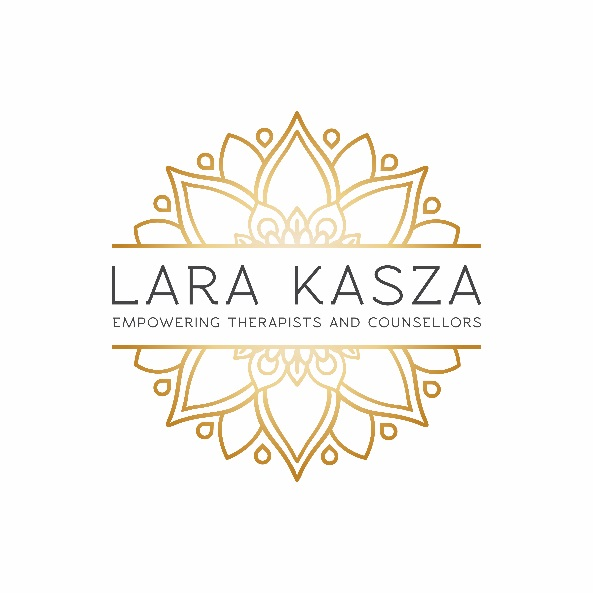 LARA KASZA
EMPOWERING THERAPISTS AND COUNSELLORS